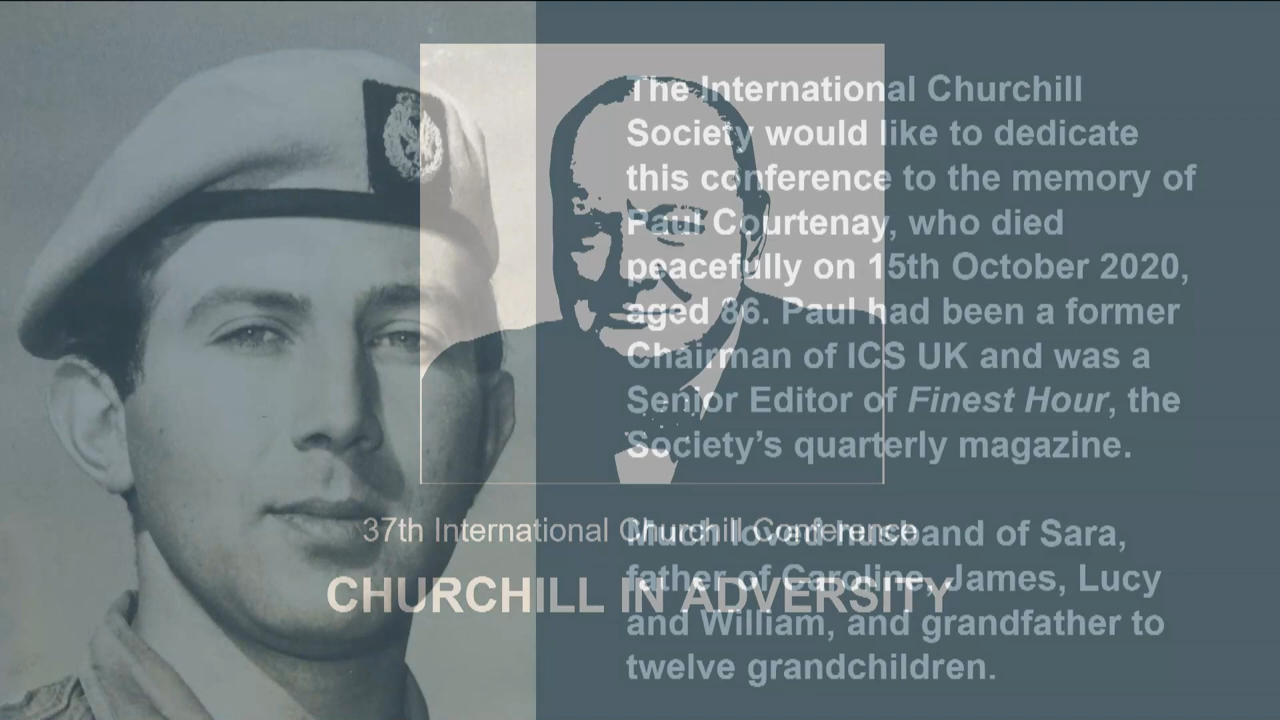 The International Churchill
Society would like to dedicate
this conference to the memory of
Paul Courtenay, who died
peacefully on 15th October 2020,
aged 86. Paul had been a former
Chairman of ICS UK and was a
Senior Editor of Finest Hour, the
Society’s quarterly magazine.
37th International Churchill Conference
Much loved husband of Sara,
father of Caroline, James, Lucy
CHURCHILL IN ADVERSITY
and William, and grandfather to
twelve grandchildren.